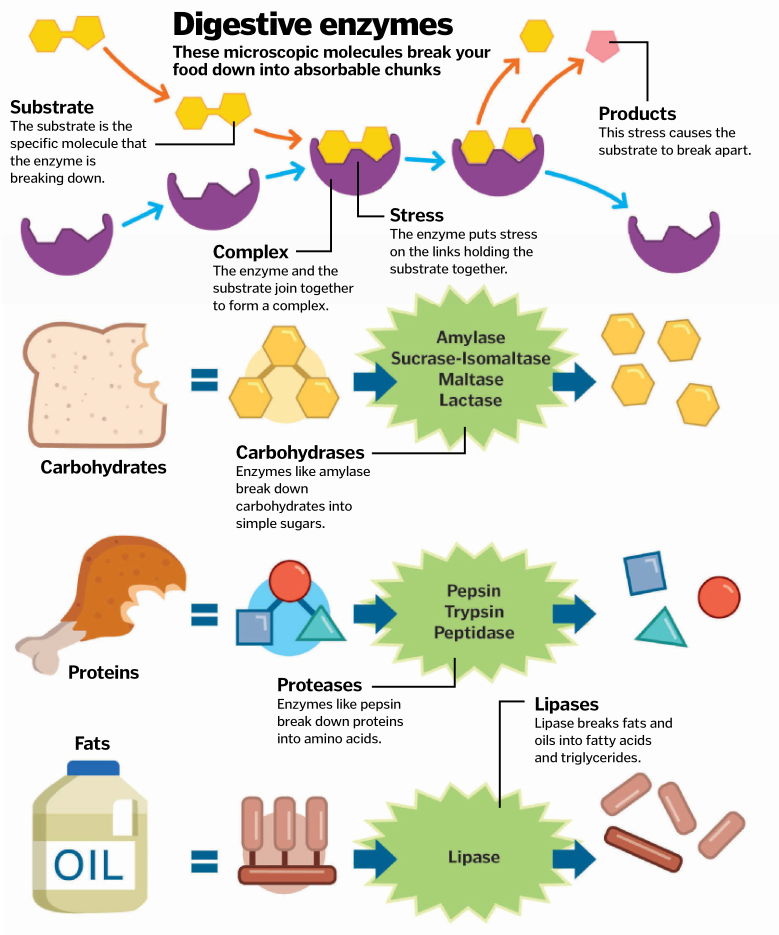 Digestive enzymes
These microscopic molecules break your
food down into absorbable chunks
Substrate
The substrate is the
specific molecule that
the enzyme is
breaking down.
Products
This stress causes the
substrate to break apart.
Stress
The enzyme puts stress
on the links holding the
substrate together.
Complex
The enzyme and the
substrate join together
to form a complex.
Amylase
Sucrase-Isomaltase
Maltase
Lactase
Carbohydrates
=
Carbohydrases
Enzymes like amylase
break down
carbohydrates into
simple sugars.
=
Pepsin
Trypsin
Peptidase
Proteins
Proteases
Enzymes like pepsin
break down proteins
into amino acids.
Lipases
Lipase breaks fats and
oils into fatty acids
and triglycerides.
Fats
OIL
=
Lipase